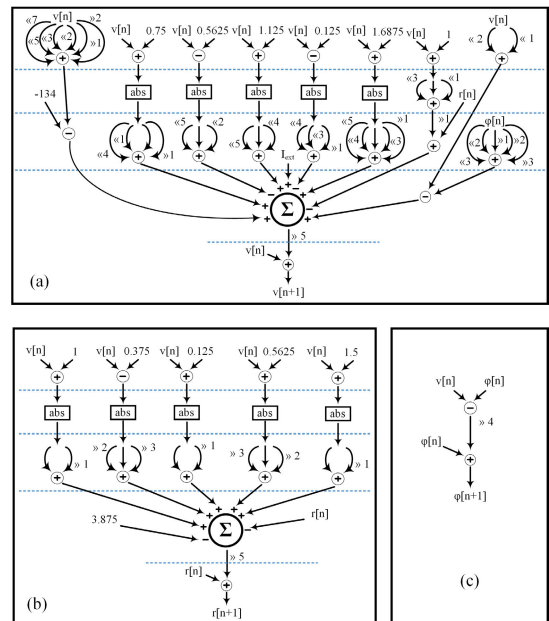 «7 v[n] »2
«5 «3 «2 »1
+
v[n] 0.75 v[n] 0.5625 v[n] 1.125 v[n] 0.125 v[n] 1.6875 v[n] 1
+ − + − + +
v[n]
«2 «1
+
abs abs abs abs abs
«3 «1
+
»1
r[n]
+
-134
−
«1
«4 »1
+
«2
«5
+
«4
«5
+
«4 «3
»1
+
«5 »1
«4 «3
+
φ[n]
«2 »1 »2
«3 »3
+
−
I_ext
+ + − + − + − + − + +
Σ
» 5
v[n]
+
v[n+1]
(a)
v[n] 1 v[n] 0.375 v[n] 0.125 v[n] 0.5625 v[n] 1.5
+ − + + +
abs abs abs abs abs
» 1 » 2 » 3 » 1 » 3 » 2 » 1
+ + + + +
+ + + + +
3.875 − Σ − r[n]
» 5
r[n]
+
r[n+1]
(b)
v[n] φ[n]
−
» 4
φ[n]
+
φ[n+1]
(c)